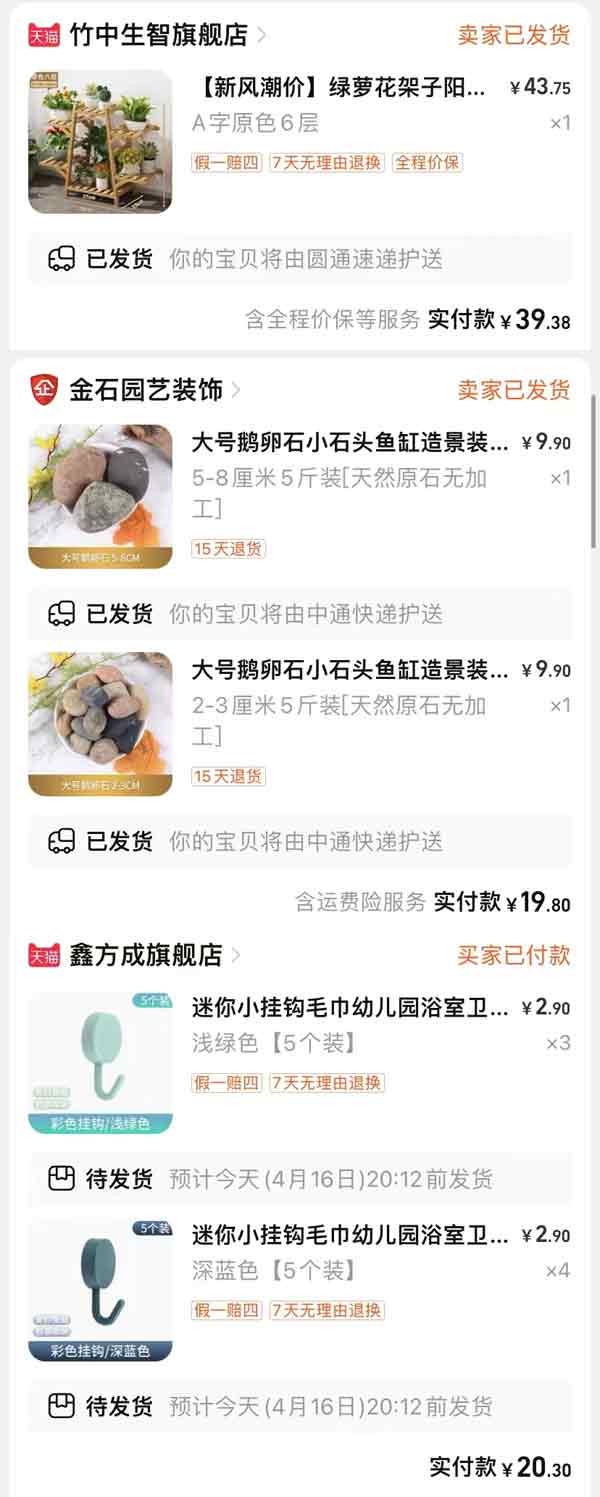 天猫 竹中生智旗舰店 卖家已发货
【新风潮价】绿萝花架子阳... ¥43.75
A字原色6层 ×1
假一赔四 7天无理由退换 全程价保
已发货 你的宝贝将由圆通速递护送
含全程价保等服务 实付款¥39.38
企 金石园艺装饰 卖家已发货
大号鹅卵石小石头鱼缸造景装... ¥9.90
5-8厘米5斤装[天然原石无加 ×1
工]
15天退货
大号鹅卵石5-8CM
已发货 你的宝贝将由中通快递护送
大号鹅卵石小石头鱼缸造景装... ¥9.90
2-3厘米5斤装[天然原石无加 ×1
工]
15天退货
大号鹅卵石2-3CM
已发货 你的宝贝将由中通快递护送
含运费险服务 实付款¥19.80
天猫 鑫方成旗舰店 买家已付款
5个装
迷你小挂钩毛巾幼儿园浴室卫... ¥2.90
浅绿色【5个装】 ×3
假一赔四 7天无理由退换
彩色挂钩/浅绿色
待发货 预计今天(4月16日)20:12前发货
5个装
迷你小挂钩毛巾幼儿园浴室卫... ¥2.90
深蓝色【5个装】 ×4
假一赔四 7天无理由退换
彩色挂钩/深蓝色
待发货 预计今天(4月16日)20:12前发货
实付款¥20.30